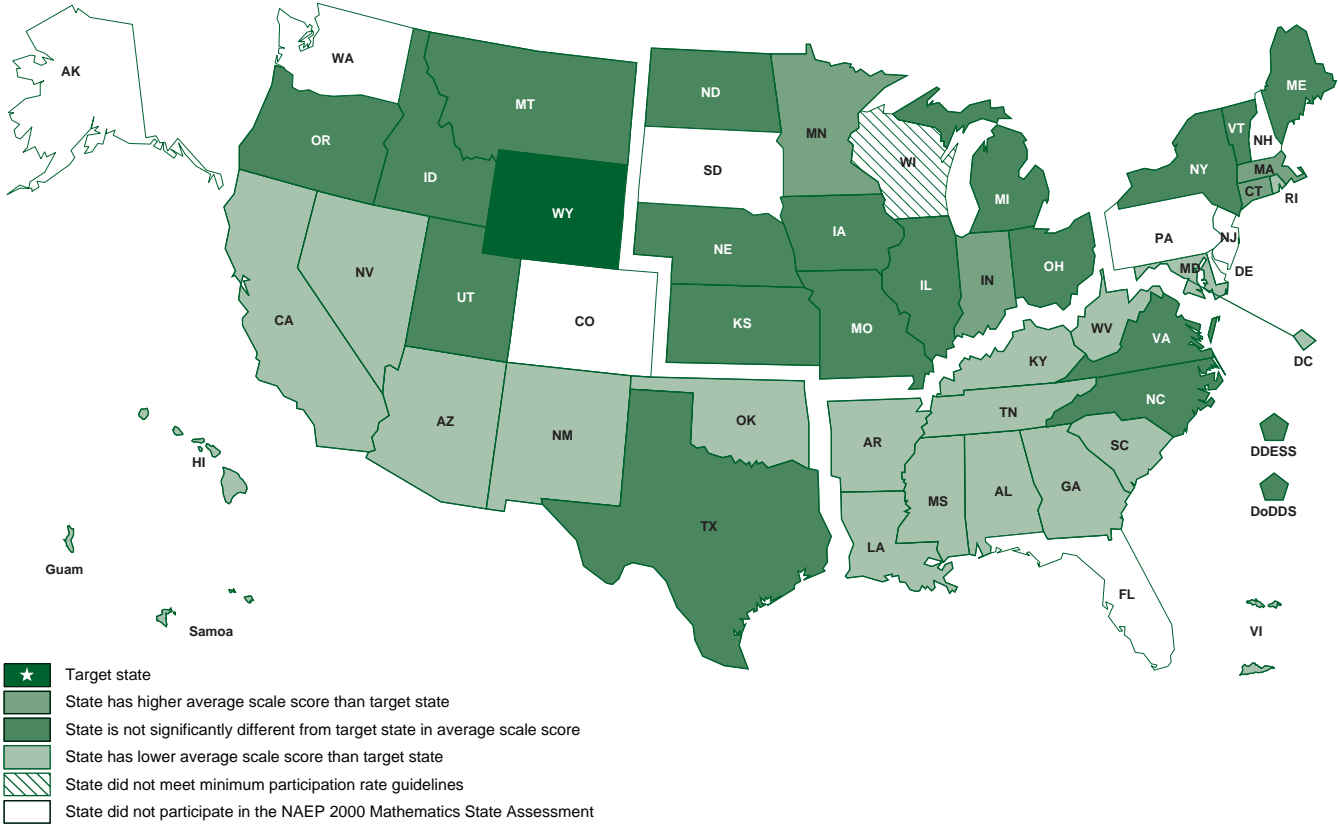 AK
WA
MT
ND
MN
WI
ME
VT
NH
OR
ID
SD
NY
MA
CT
RI
MI
WY
IA
PA
NJ
NE
NV
UT
IL
IN
OH
MD
DE
CA
CO
KS
MO
WV
VA
KY
DC
AZ
NM
OK
AR
TN
NC
SC
HI
MS
AL
GA
DDESS
DoDDS
TX
LA
Guam
FL
Samoa
VI
Target state
State has higher average scale score than target state
State is not significantly different from target state in average scale score
State has lower average scale score than target state
State did not meet minimum participation rate guidelines
State did not participate in the NAEP 2000 Mathematics State Assessment